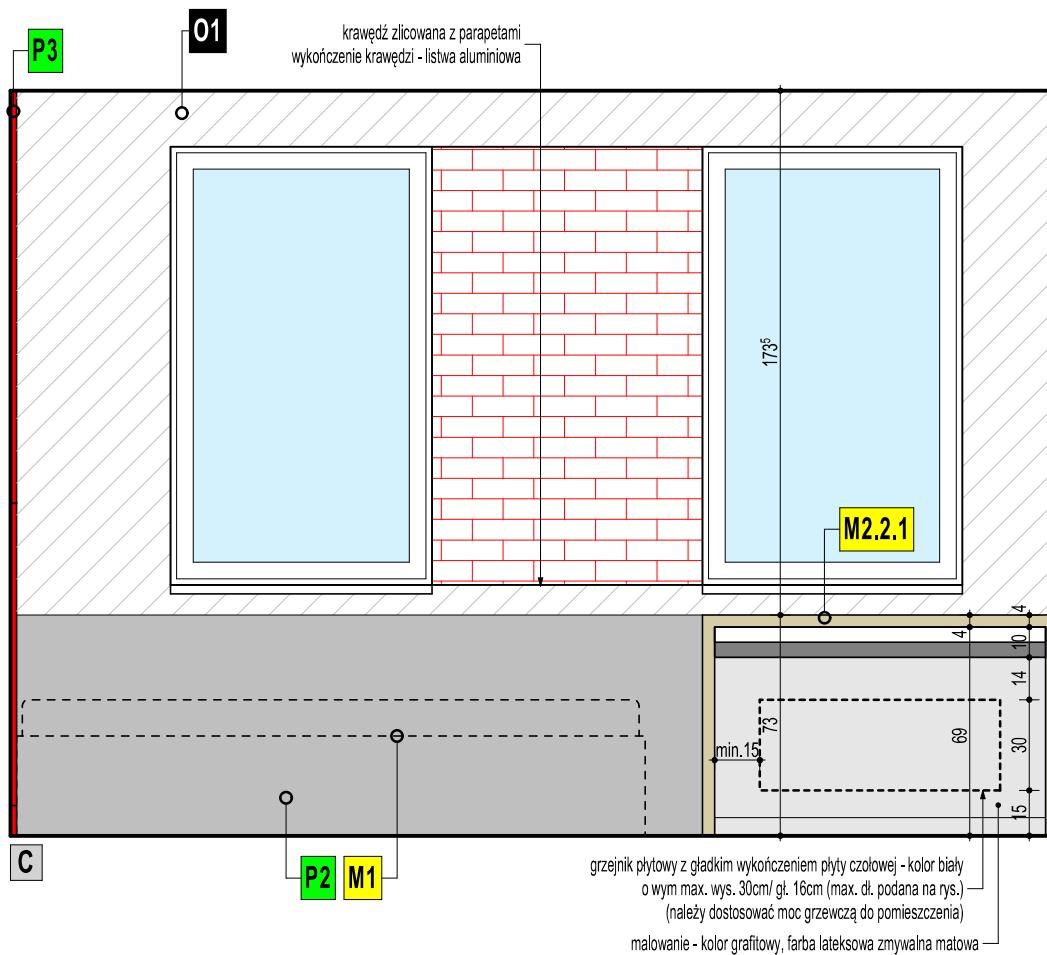 P3
O1
krawędź zlicowana z parapetami
wykończenie krawędzi - listwa aluminiowa
173⁵
M2.2.1
4
4
10
14
73
69
30
min.15
15
C
P2
M1
grzejnik płytowy z gładkim wykończeniem płyty czołowej - kolor biały
o wym max. wys. 30cm/ gł. 16cm (max. dł. podana na rys.)
(należy dostosować moc grzewczą do pomieszczenia)
malowanie - kolor grafitowy, farba lateksowa zmywalna matowa